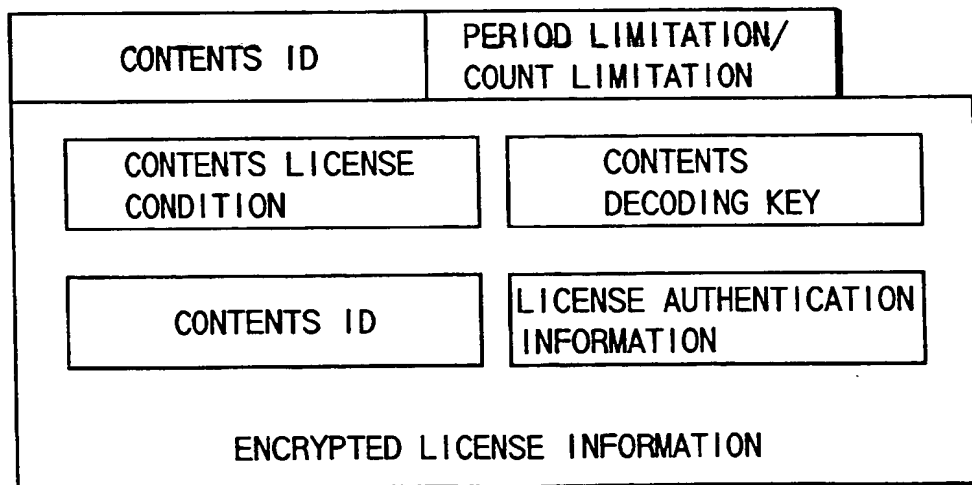 CONTENTS ID
PERIOD LIMITATION/
COUNT LIMITATION
CONTENTS LICENSE
CONDITION
CONTENTS
DECODING KEY
CONTENTS ID
LICENSE AUTHENTICATION
INFORMATION
ENCRYPTED LICENSE INFORMATION